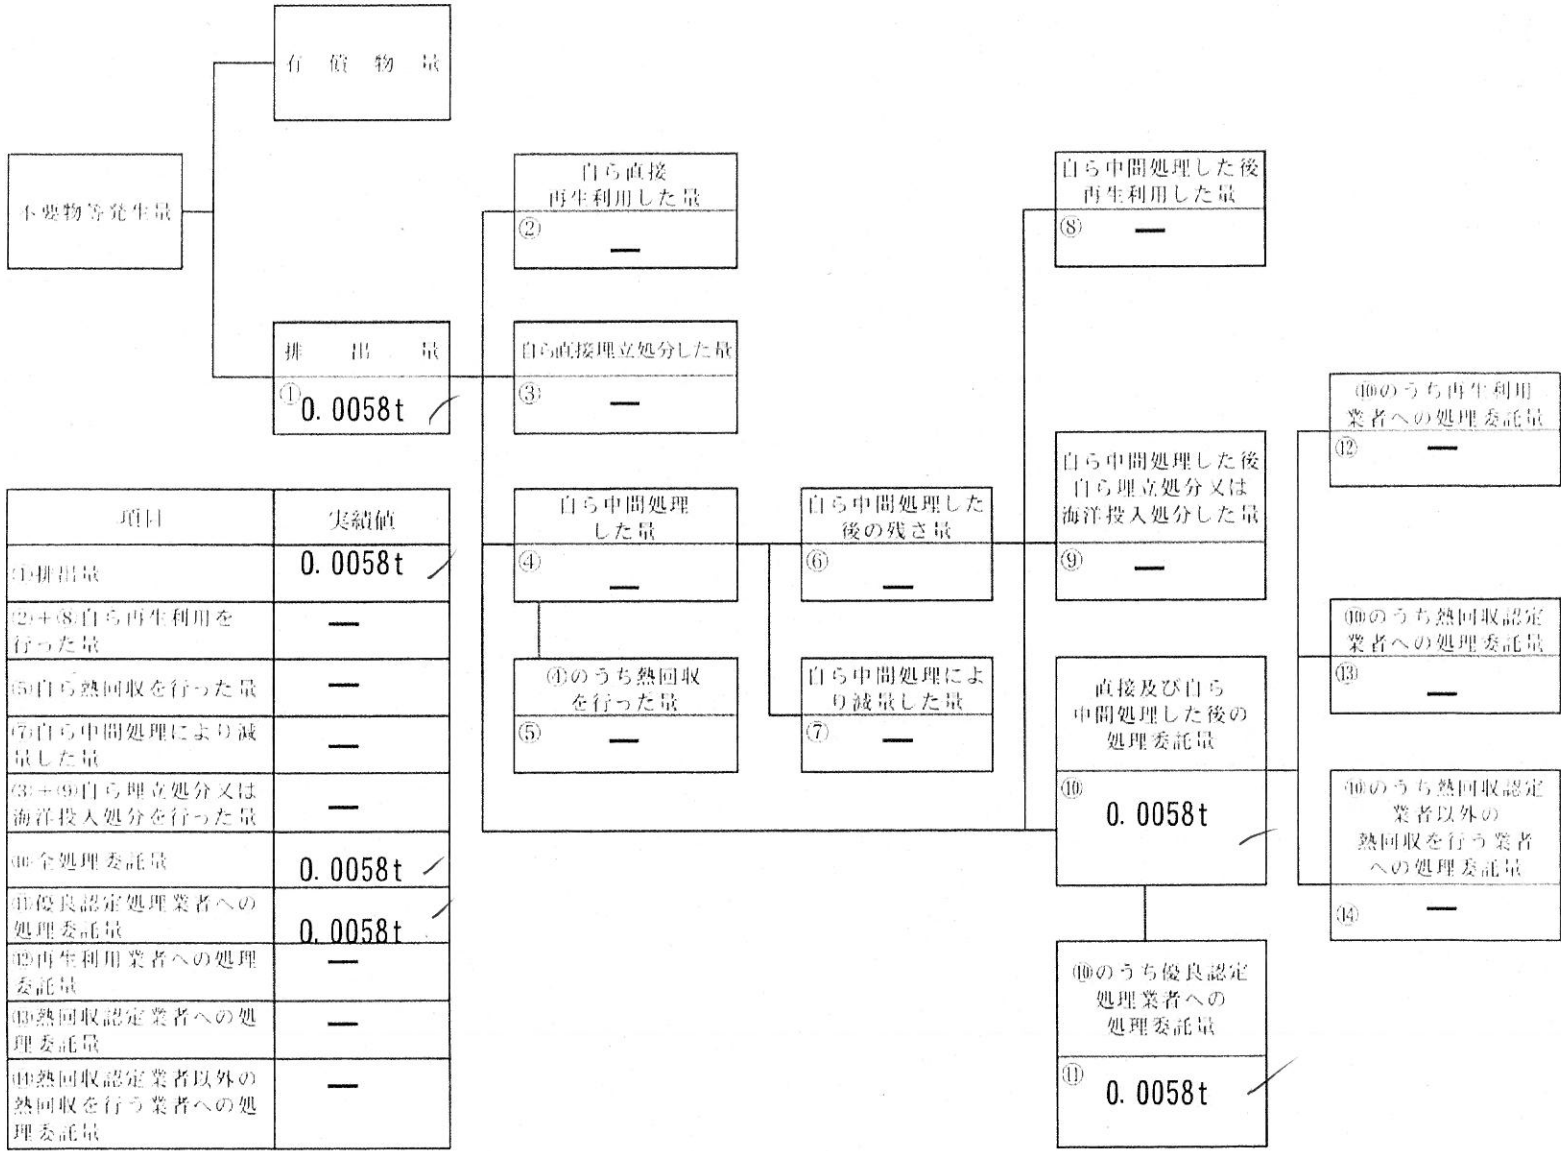 有償物量
不要物等発生量
排出量
①
0.0058t
自ら直接
再生利用した量
②
—
自ら直接埋立処分した量
③
—
自ら中間処理
した量
④
—
④のうち熱回収
を行った量
⑤
—
自ら中間処理した
後の残さ量
⑥
—
自ら中間処理によ
り減量した量
⑦
—
自ら中間処理した後
再生利用した量
⑧
—
自ら中間処理した後
自ら埋立処分又は
海洋投入処分した量
⑨
—
直接及び自ら
中間処理した後の
処理委託量
⑩
0.0058t
⑩のうち優良認定
処理業者への
処理委託量
⑪
0.0058t
⑩のうち再生利用
業者への処理委託量
⑫
—
⑩のうち熱回収認定
業者への処理委託量
⑬
—
⑩のうち熱回収認定
業者以外の
熱回収を行う業者
への処理委託量
⑭
—
項目 実績値
①排出量 0.0058t
②+⑧自ら再生利用を
行った量 —
⑤自ら熱回収を行った量 —
⑦自ら中間処理により減
量した量 —
③+⑨自ら埋立処分又は
海洋投入処分を行った量 —
⑩全処理委託量 0.0058t
⑪優良認定処理業者への
処理委託量 0.0058t
⑫再生利用業者への処理
委託量 —
⑬熱回収認定業者への処
理委託量 —
⑭熱回収認定業者以外の
熱回収を行う業者への処
理委託量 —